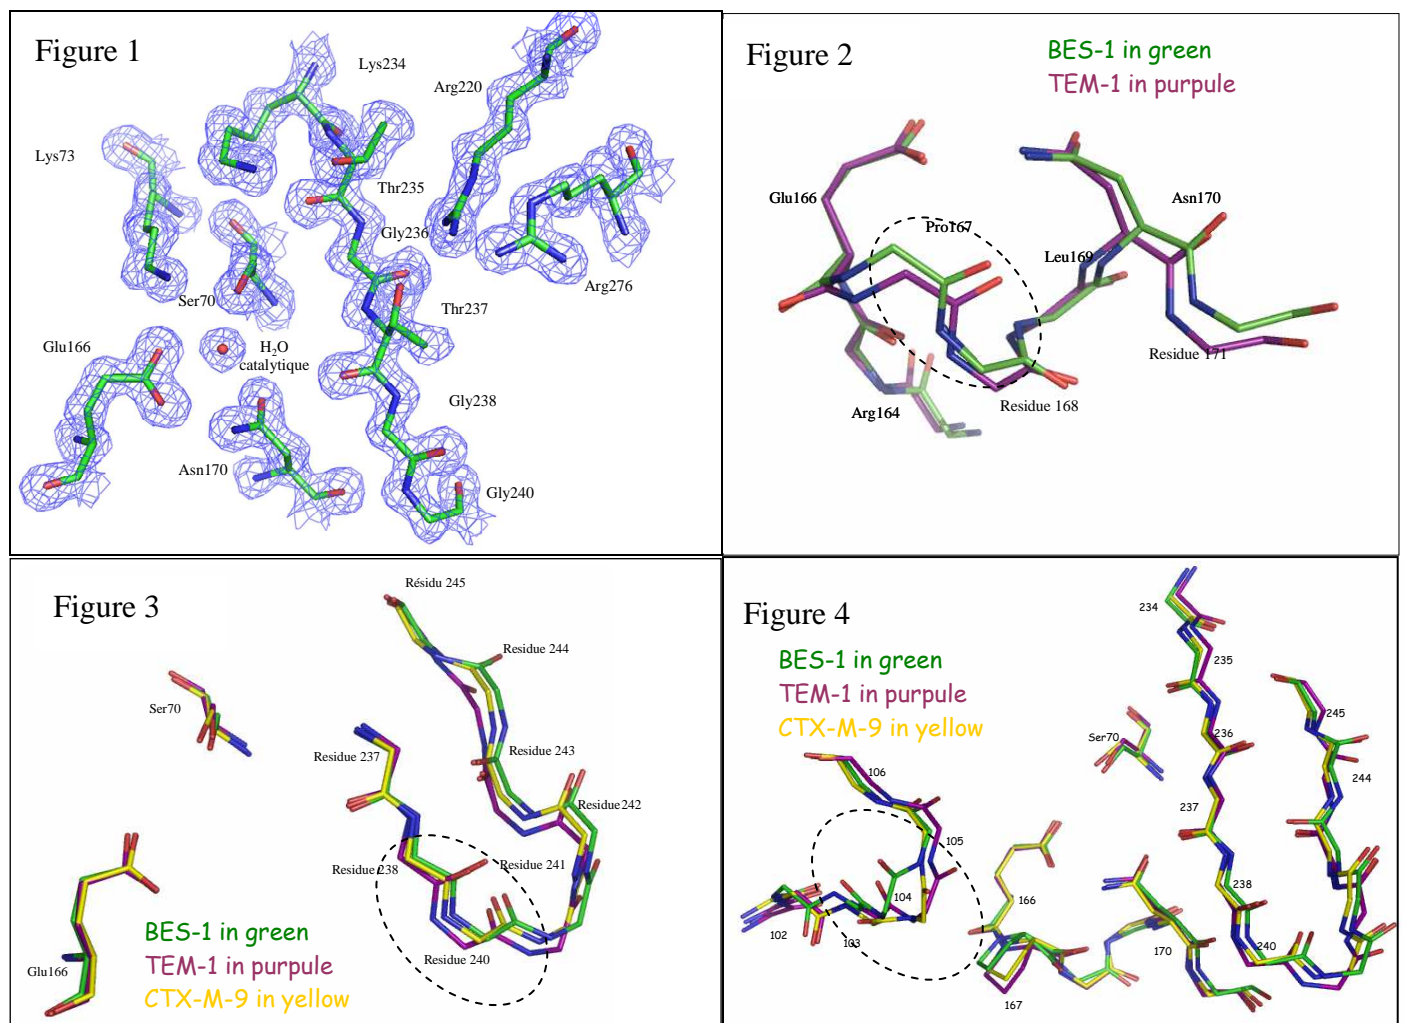 Figure 1
Lys234
Arg220
Lys73
Thr235
Gly236
Ser70
Arg276
Thr237
Glu166
H2O
catalytique
Gly238
Asn170
Gly240
Figure 2
BES-1 in green
TEM-1 in purpule
Glu166
Asn170
Pro167
Leu169
Residue 171
Arg164
Residue 168
Figure 3
Résidu 245
Residue 244
Ser70
Residue 243
Residue 237
Residue 242
Residue 238
Residue 241
Residue 240
Glu166
BES-1 in green
TEM-1 in purpule
CTX-M-9 in yellow
Figure 4
BES-1 in green
TEM-1 in purpule
CTX-M-9 in yellow
234
235
245
236
Ser70
106
244
237
105
104
166
238
102
103
170
240
167